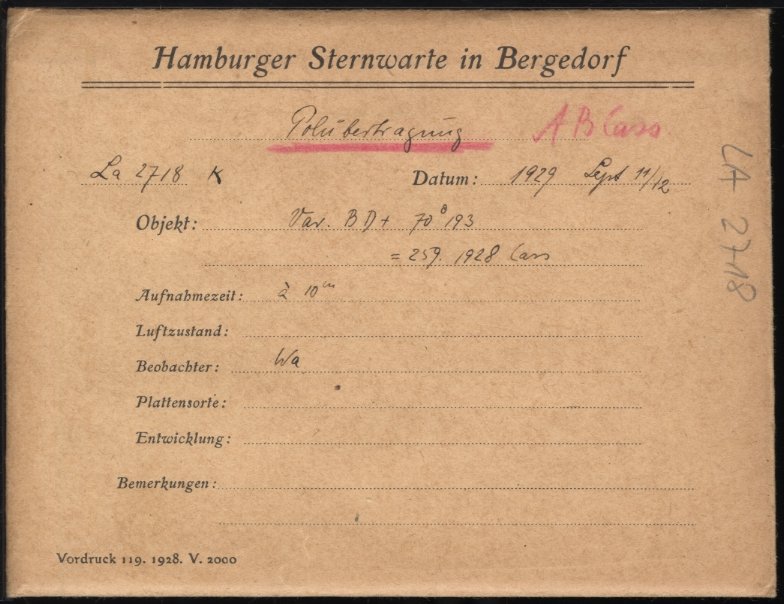 Hamburger Sternwarte in Bergedorf
Polübertragung AB Cass
La 2718 K Datum: 1929 Sept 11/12
Objekt: Var. BD + 70° 193
= 259. 1928 Cass
Aufnahmezeit: à 10ᵐ
Luftzustand:
Beobachter: Wa
Plattensorte:
Entwicklung:
Bemerkungen:
Vordruck 119. 1928. V. 2000
LA 2718